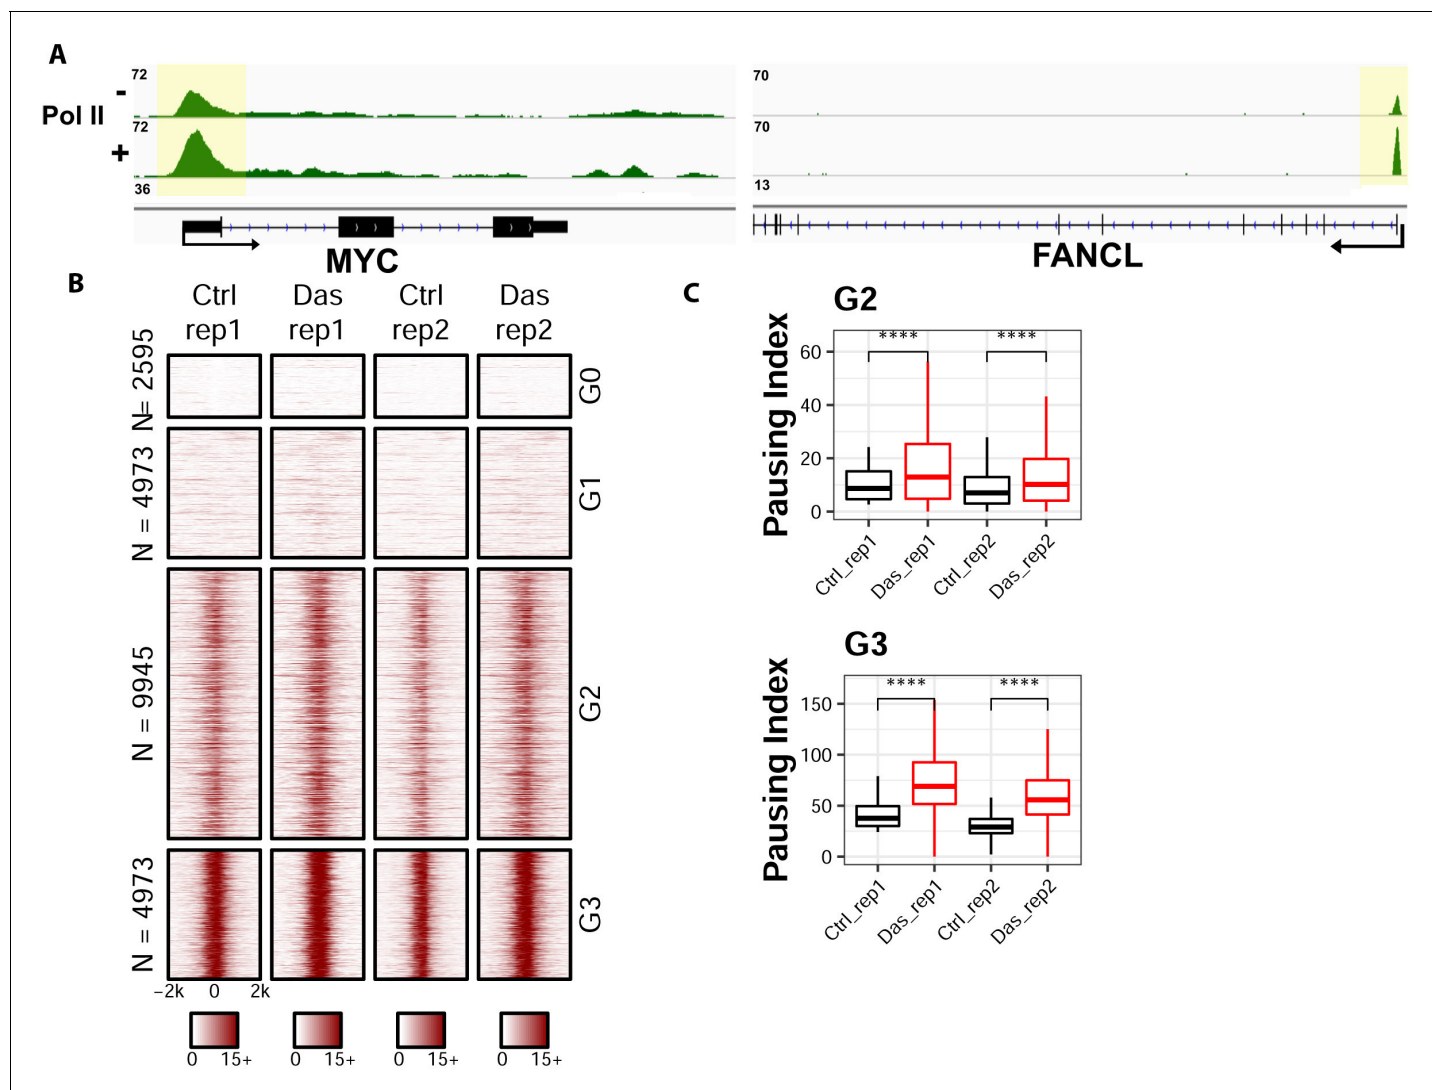 A
72
-
Pol II
72
+
36
MYC
70
70
13
FANCL
B
Ctrl rep1
Das rep1
Ctrl rep2
Das rep2
N= 2595
G0
N = 4973
G1
N = 9945
G2
N = 4973
G3
−2k 0 2k
0 15+
0 15+
0 15+
0 15+
C
G2
Pausing Index
60
40
20
0
****
****
Ctrl_rep1
Das_rep1
Ctrl_rep2
Das_rep2
G3
Pausing Index
150
100
50
0
****
****
Ctrl_rep1
Das_rep1
Ctrl_rep2
Das_rep2